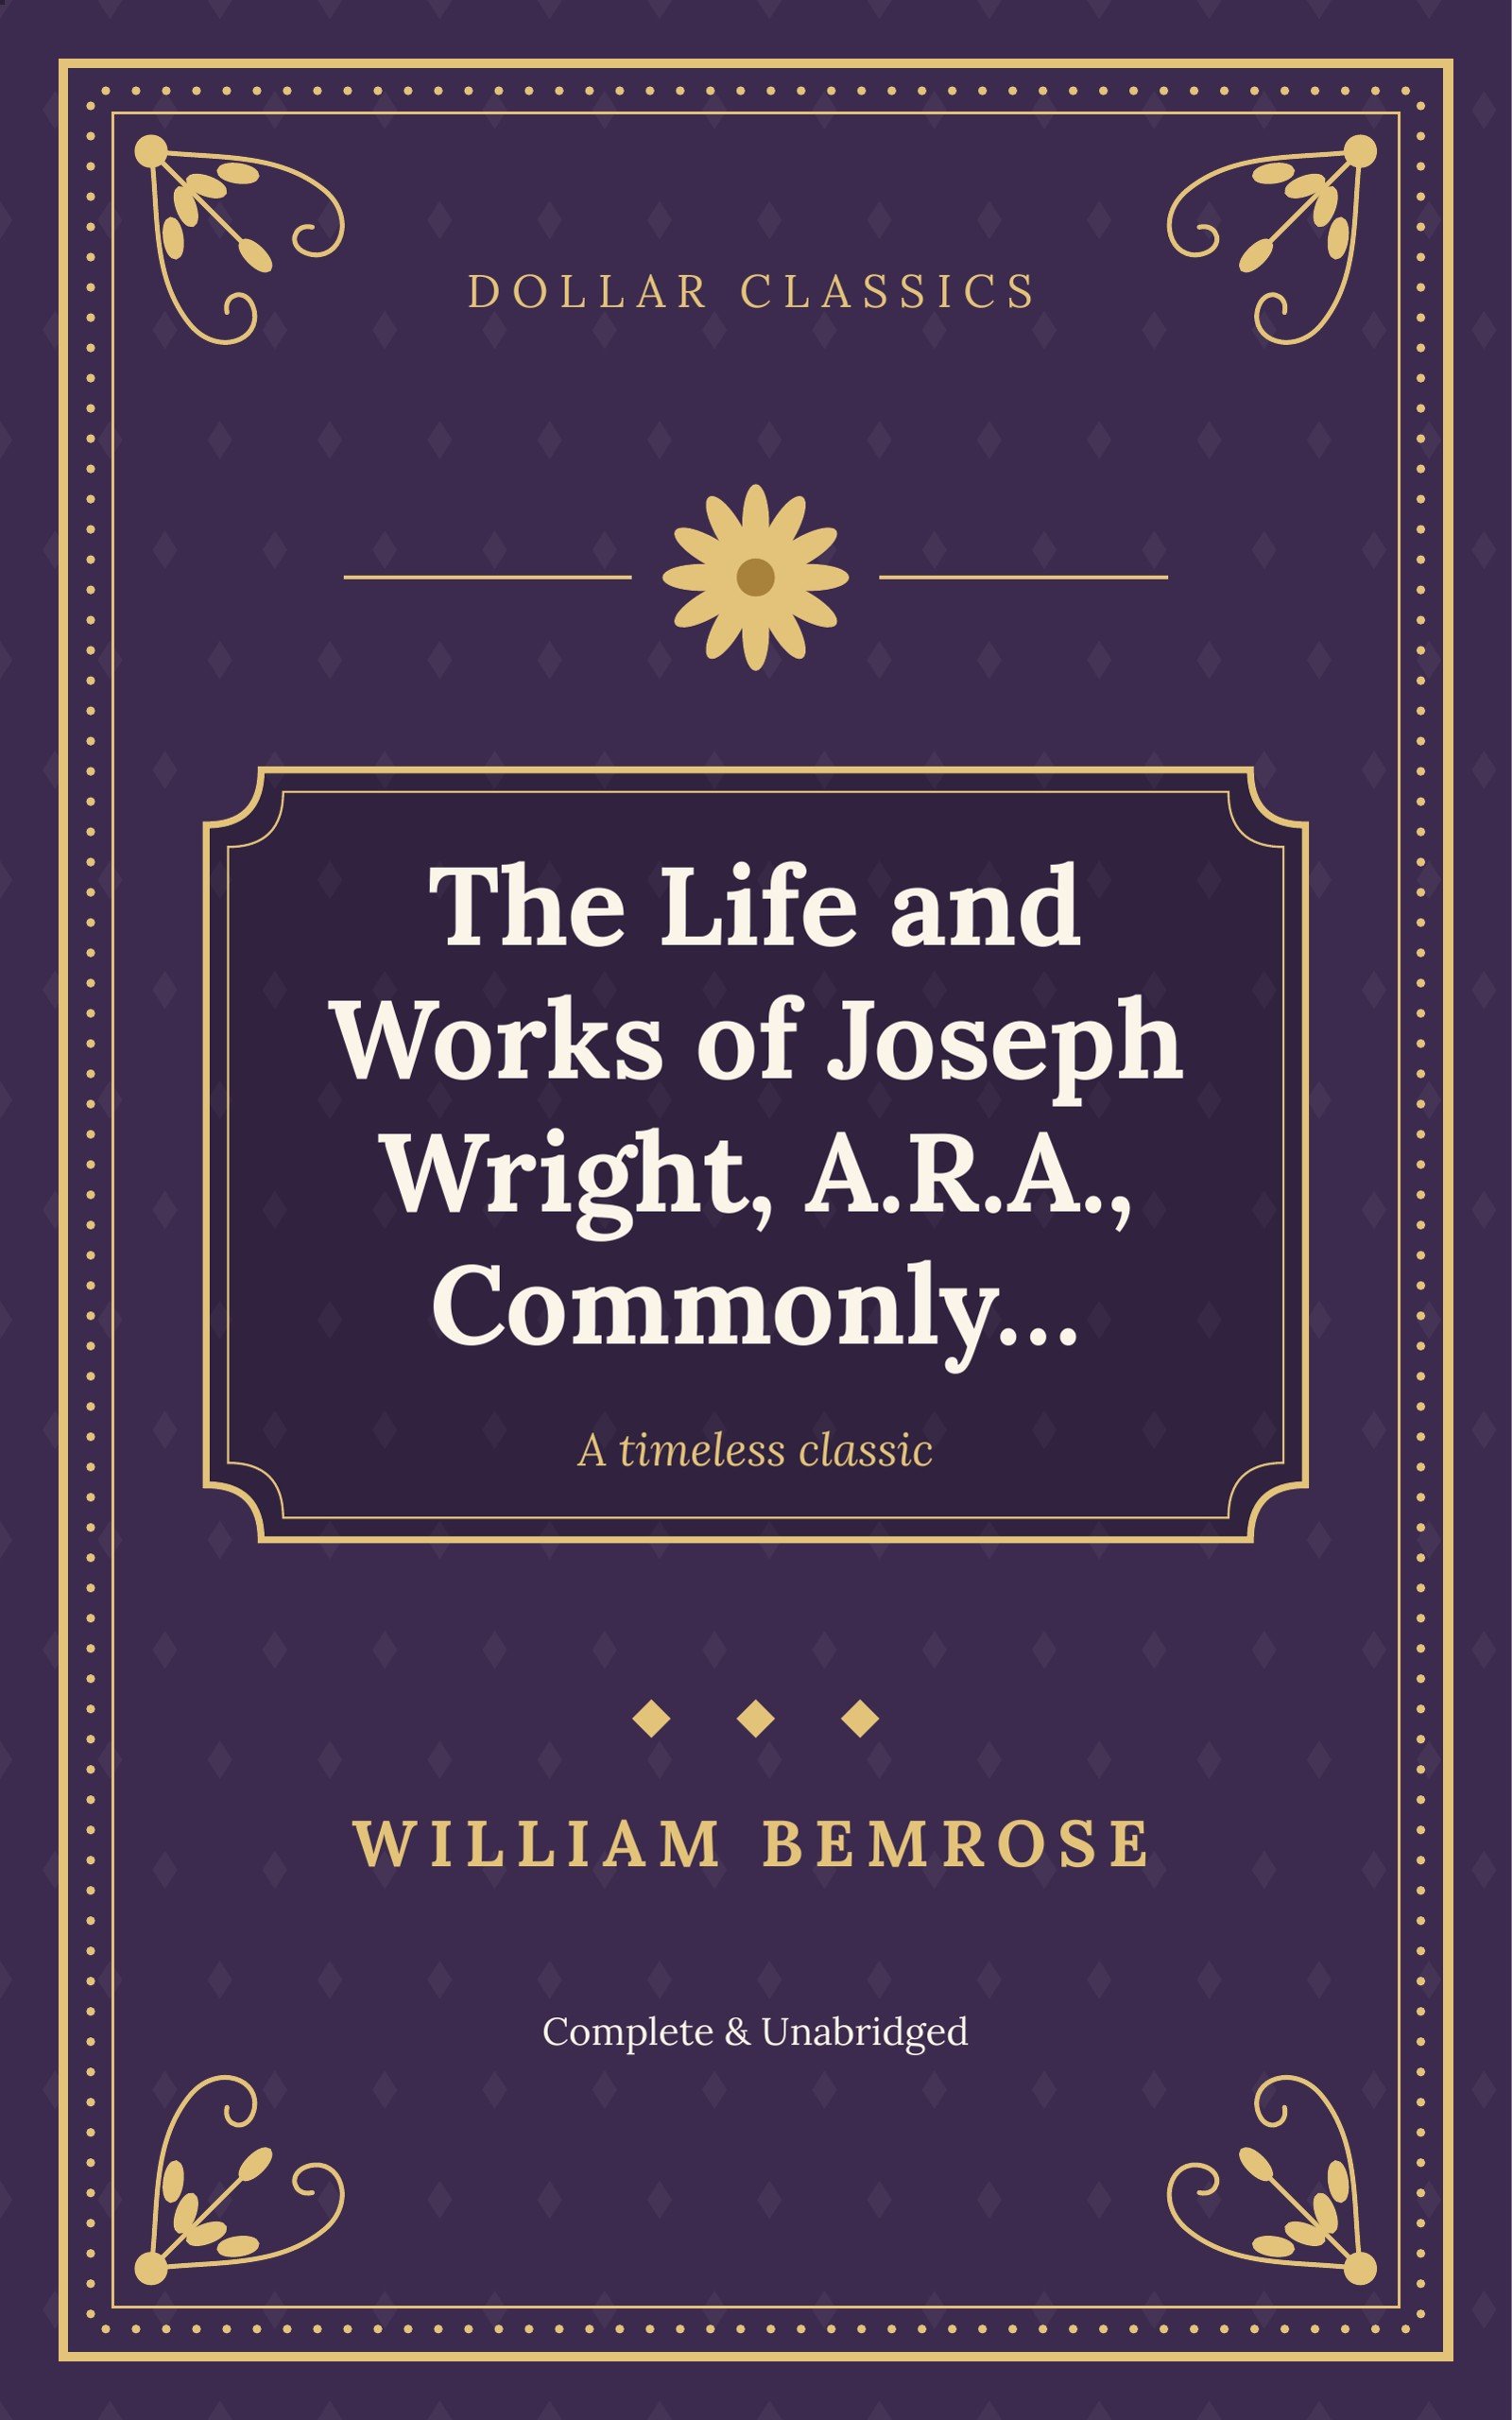 DOLLAR CLASSICS
The Life and
Works of Joseph
Wright, A.R.A.,
Commonly...
A timeless classic
WILLIAM BEMROSE
Complete & Unabridged